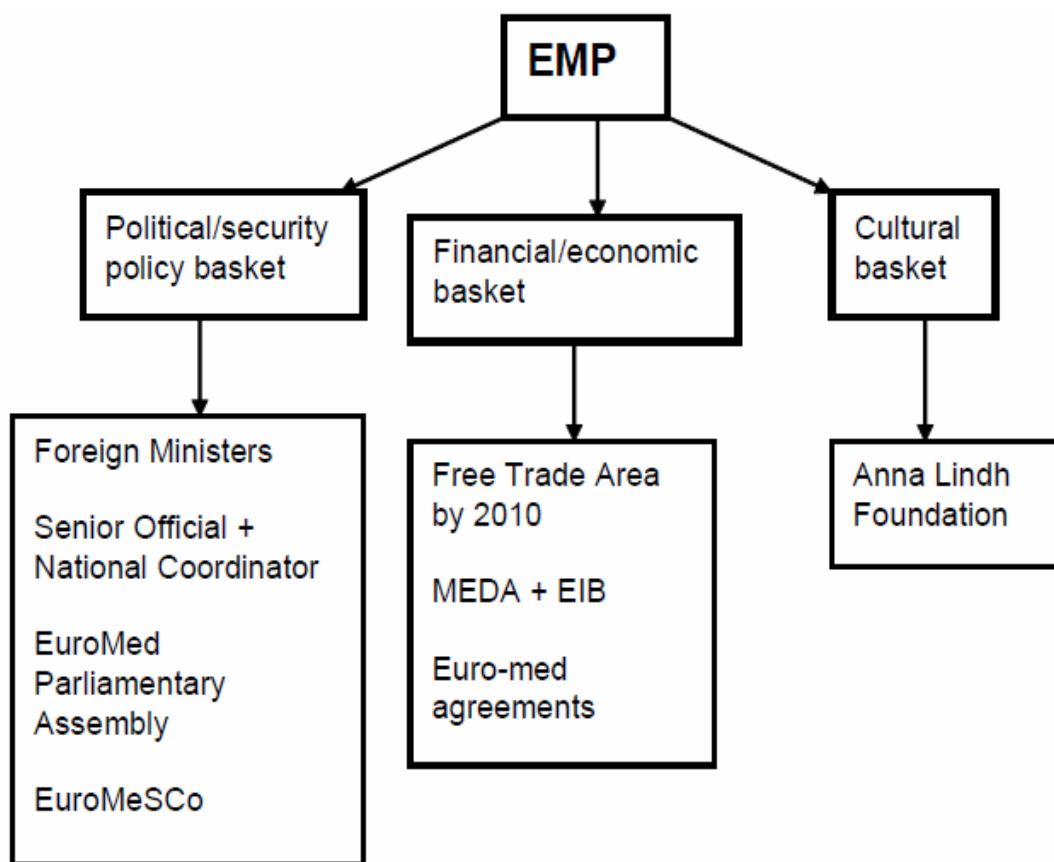 EMP
Political/security
policy basket
Financial/economic
basket
Cultural
basket
Foreign Ministers
Senior Official +
National Coordinator
EuroMed
Parliamentary
Assembly
EuroMeSCo
Free Trade Area
by 2010
MEDA + EIB
Euro-med
agreements
Anna Lindh
Foundation